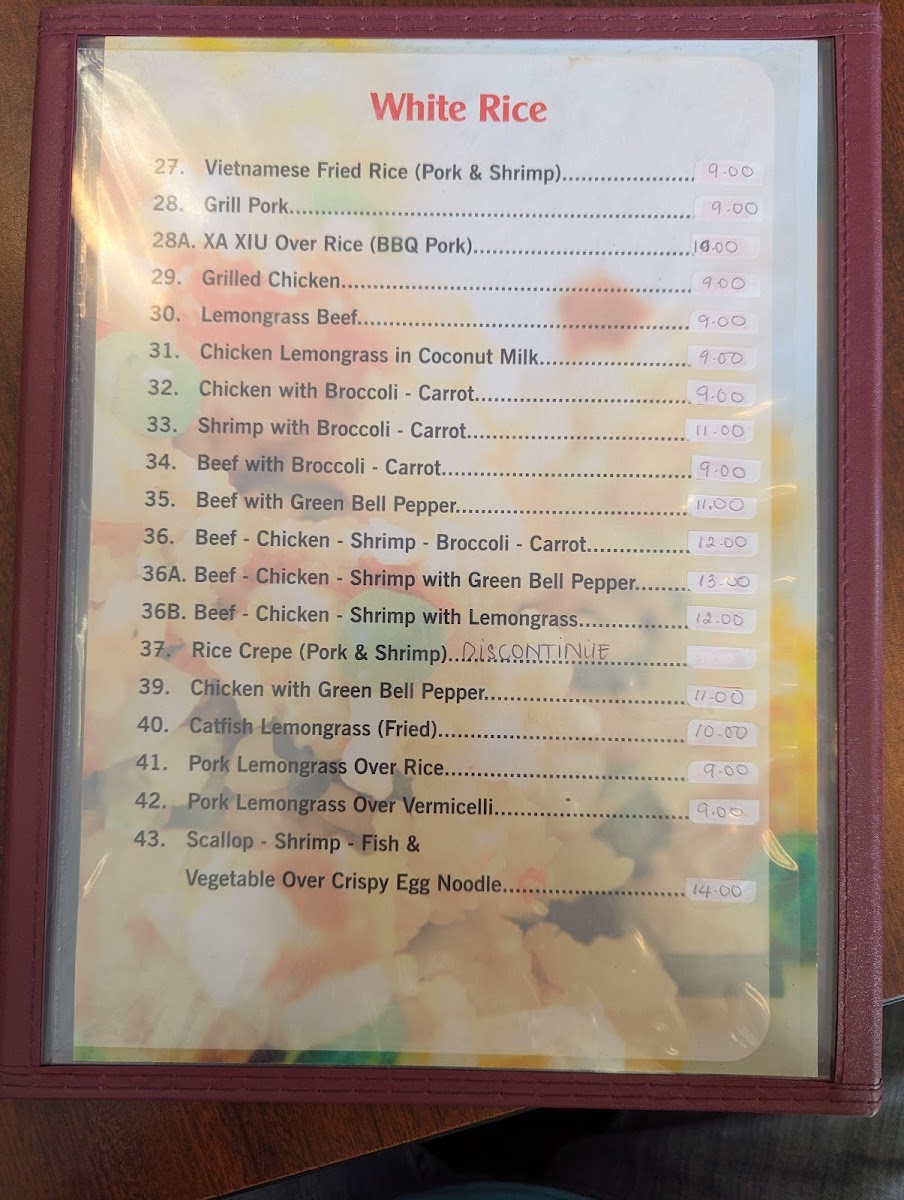 White Rice
27. Vietnamese Fried Rice (Pork & Shrimp)..................... 9.00
28. Grill Pork................................................................ 9.00
28A. XA XIU Over Rice (BBQ Pork)................................... 10.00
29. Grilled Chicken........................................................ 9.00
30. Lemongrass Beef..................................................... 9.00
31. Chicken Lemongrass in Coconut Milk........................ 9.00
32. Chicken with Broccoli - Carrot.................................. 9.00
33. Shrimp with Broccoli - Carrot................................... 11.00
34. Beef with Broccoli - Carrot....................................... 9.00
35. Beef with Green Bell Pepper..................................... 11.00
36. Beef - Chicken - Shrimp - Broccoli - Carrot................ 12.00
36A. Beef - Chicken - Shrimp with Green Bell Pepper........ 13.00
36B. Beef - Chicken - Shrimp with Lemongrass................. 12.00
37. Rice Crepe (Pork & Shrimp)..DISCONTINUE
39. Chicken with Green Bell Pepper................................ 11.00
40. Catfish Lemongrass (Fried)....................................... 10.00
41. Pork Lemongrass Over Rice...................................... 9.00
42. Pork Lemongrass Over Vermicelli.............................. 9.00
43. Scallop - Shrimp - Fish &
Vegetable Over Crispy Egg Noodle............................. 14.00